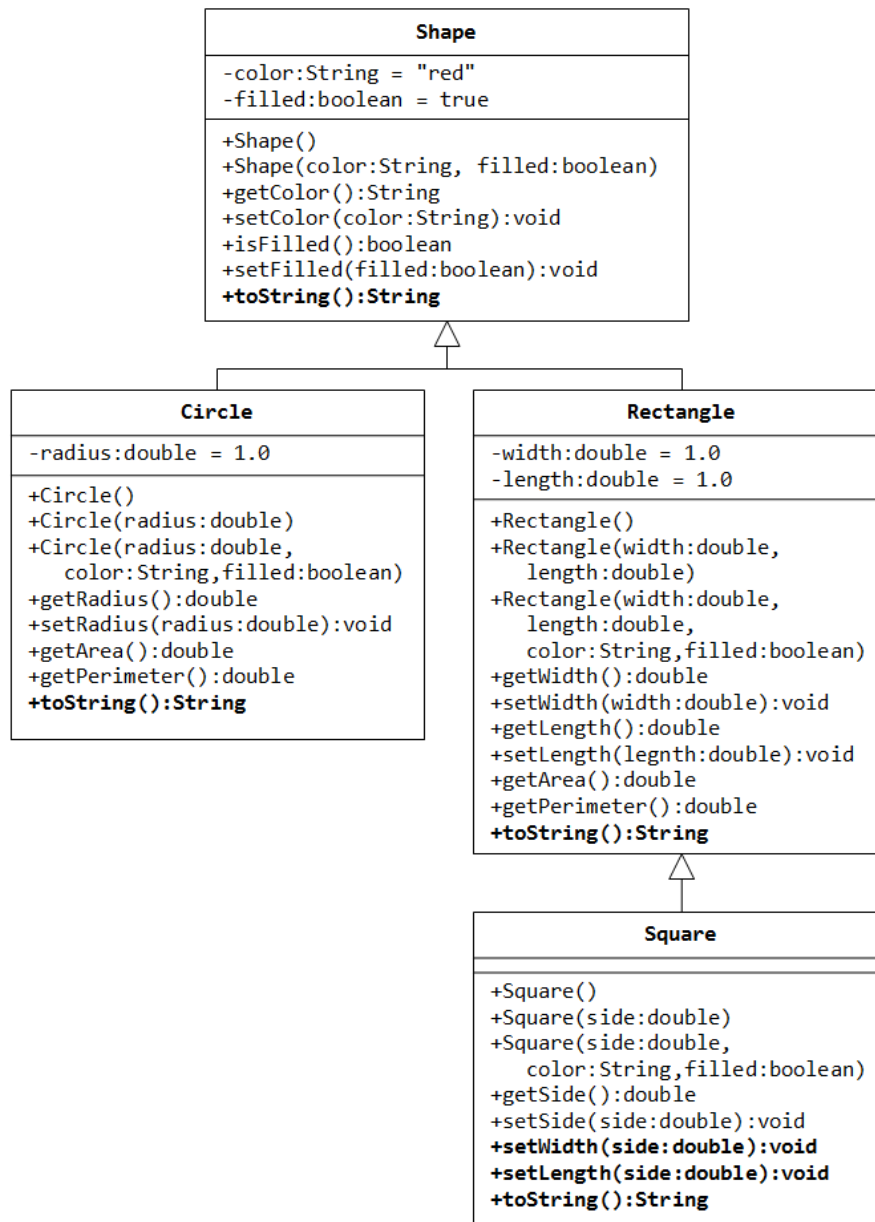 Shape
-color:String = "red"
-filled:boolean = true
+Shape()
+Shape(color:String, filled:boolean)
+getColor():String
+setColor(color:String):void
+isFilled():boolean
+setFilled(filled:boolean):void
+toString():String
Circle
-radius:double = 1.0
+Circle()
+Circle(radius:double)
+Circle(radius:double,
color:String,filled:boolean)
+getRadius():double
+setRadius(radius:double):void
+getArea():double
+getPerimeter():double
+toString():String
Rectangle
-width:double = 1.0
-length:double = 1.0
+Rectangle()
+Rectangle(width:double,
length:double)
+Rectangle(width:double,
length:double,
color:String,filled:boolean)
+getWidth():double
+setWidth(width:double):void
+getLength():double
+setLength(legnth:double):void
+getArea():double
+getPerimeter():double
+toString():String
Square
+Square()
+Square(side:double)
+Square(side:double,
color:String,filled:boolean)
+getSide():double
+setSide(side:double):void
+setWidth(side:double):void
+setLength(side:double):void
+toString():String